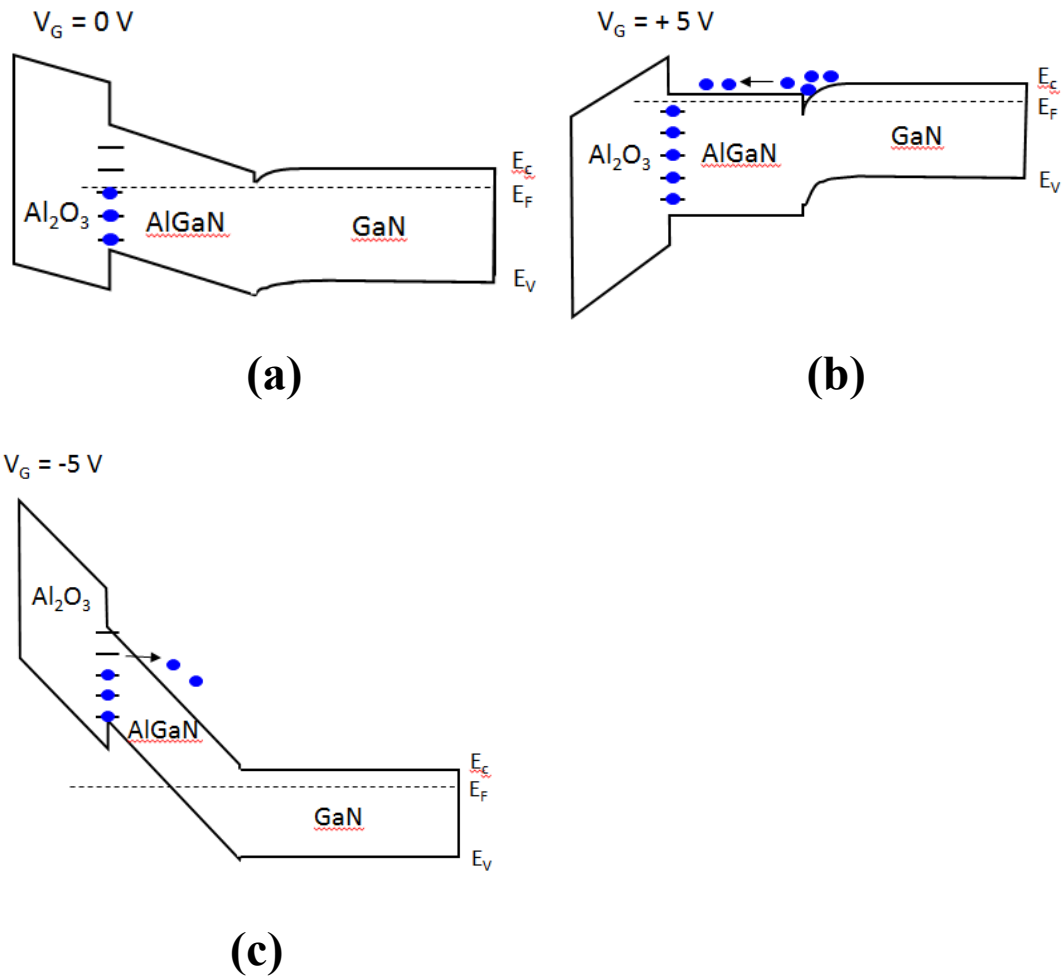 V_G = 0 V
E_c
E_F
Al₂O₃
AlGaN
GaN
E_V
(a)
V_G = + 5 V
E_c
E_F
Al₂O₃
AlGaN
GaN
E_V
(b)
V_G = -5 V
Al₂O₃
AlGaN
E_c
E_F
GaN
E_V
(c)